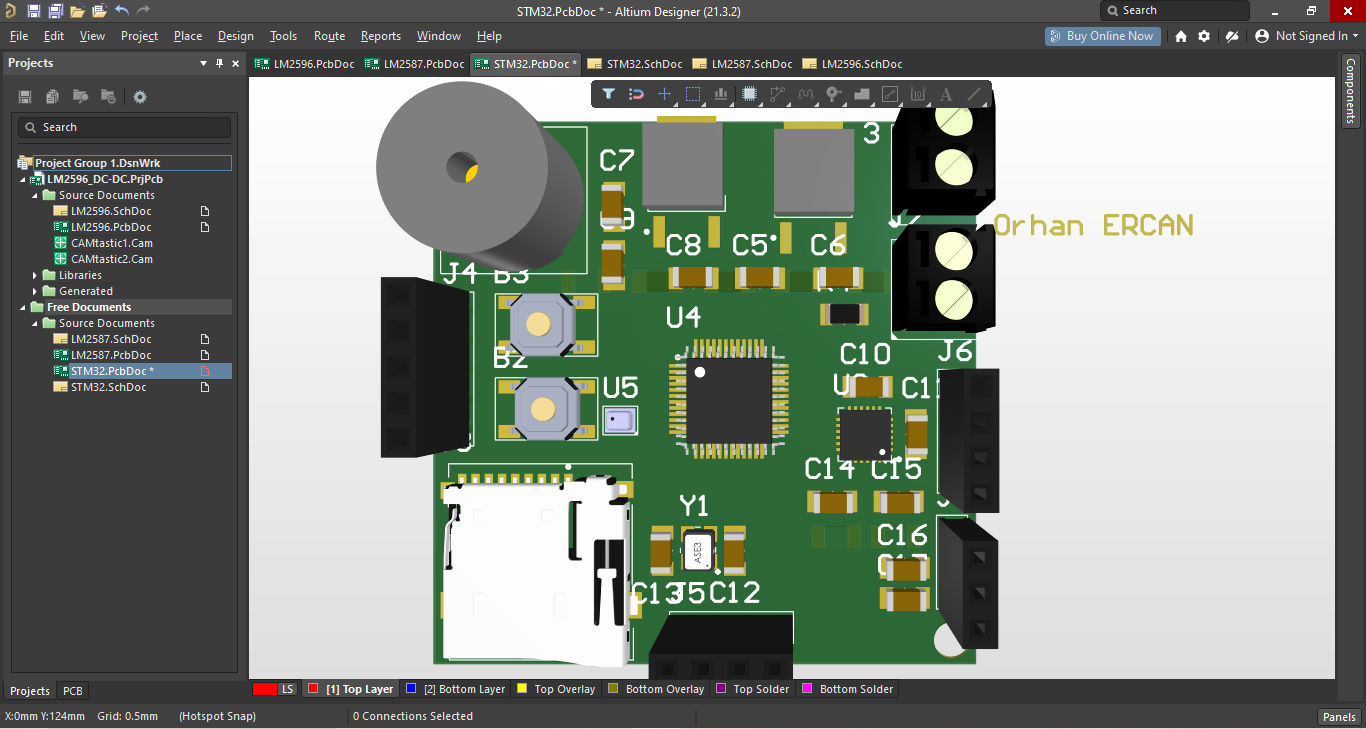 STM32.PcbDoc * - Altium Designer (21.3.2)
Search
File Edit View Project Place Design Tools Route Reports Window Help
Buy Online Now
Not Signed In
Projects
LM2596.PcbDoc
LM2587.PcbDoc
STM32.PcbDoc *
STM32.SchDoc
LM2587.SchDoc
LM2596.SchDoc
Components
Search
Project Group 1.DsnWrk
LM2596_DC-DC.PrjPcb
Source Documents
LM2596.SchDoc
LM2596.PcbDoc
CAMtastic1.Cam
CAMtastic2.Cam
Libraries
Generated
Free Documents
Source Documents
LM2587.SchDoc
LM2587.PcbDoc
STM32.PcbDoc *
STM32.SchDoc
3
C7
Orhan ERCAN
C8 C5 C6
J4 B3
U4
C10
J6
B2
U5
C14 C15
Y1
C16
C13 J5 C12
ASE3
Projects
PCB
LS
[1] Top Layer
[2] Bottom Layer
Top Overlay
Bottom Overlay
Top Solder
Bottom Solder
X:0mm Y:124mm Grid: 0.5mm (Hotspot Snap)
0 Connections Selected
Panels